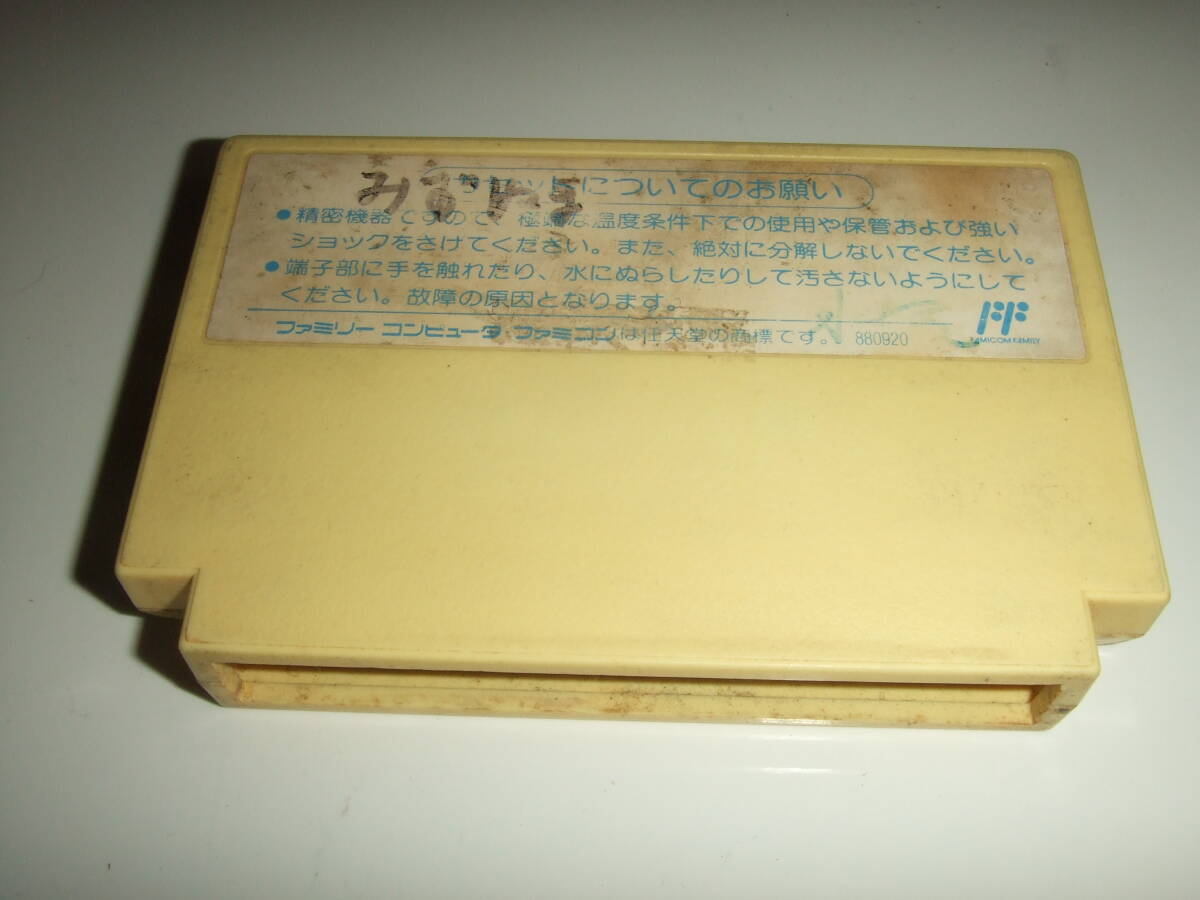 カセットについてのお願い
●精密機器ですので、極端な温度条件下での使用や保管および強い
ショックをさけてください。また、絶対に分解しないでください。
●端子部に手を触れたり、水にぬらしたりして汚さないようにして
ください。故障の原因となります。
FF
FAMICOM FAMILY
ファミリー コンピュータ ファミコンは任天堂の商標です。 880920